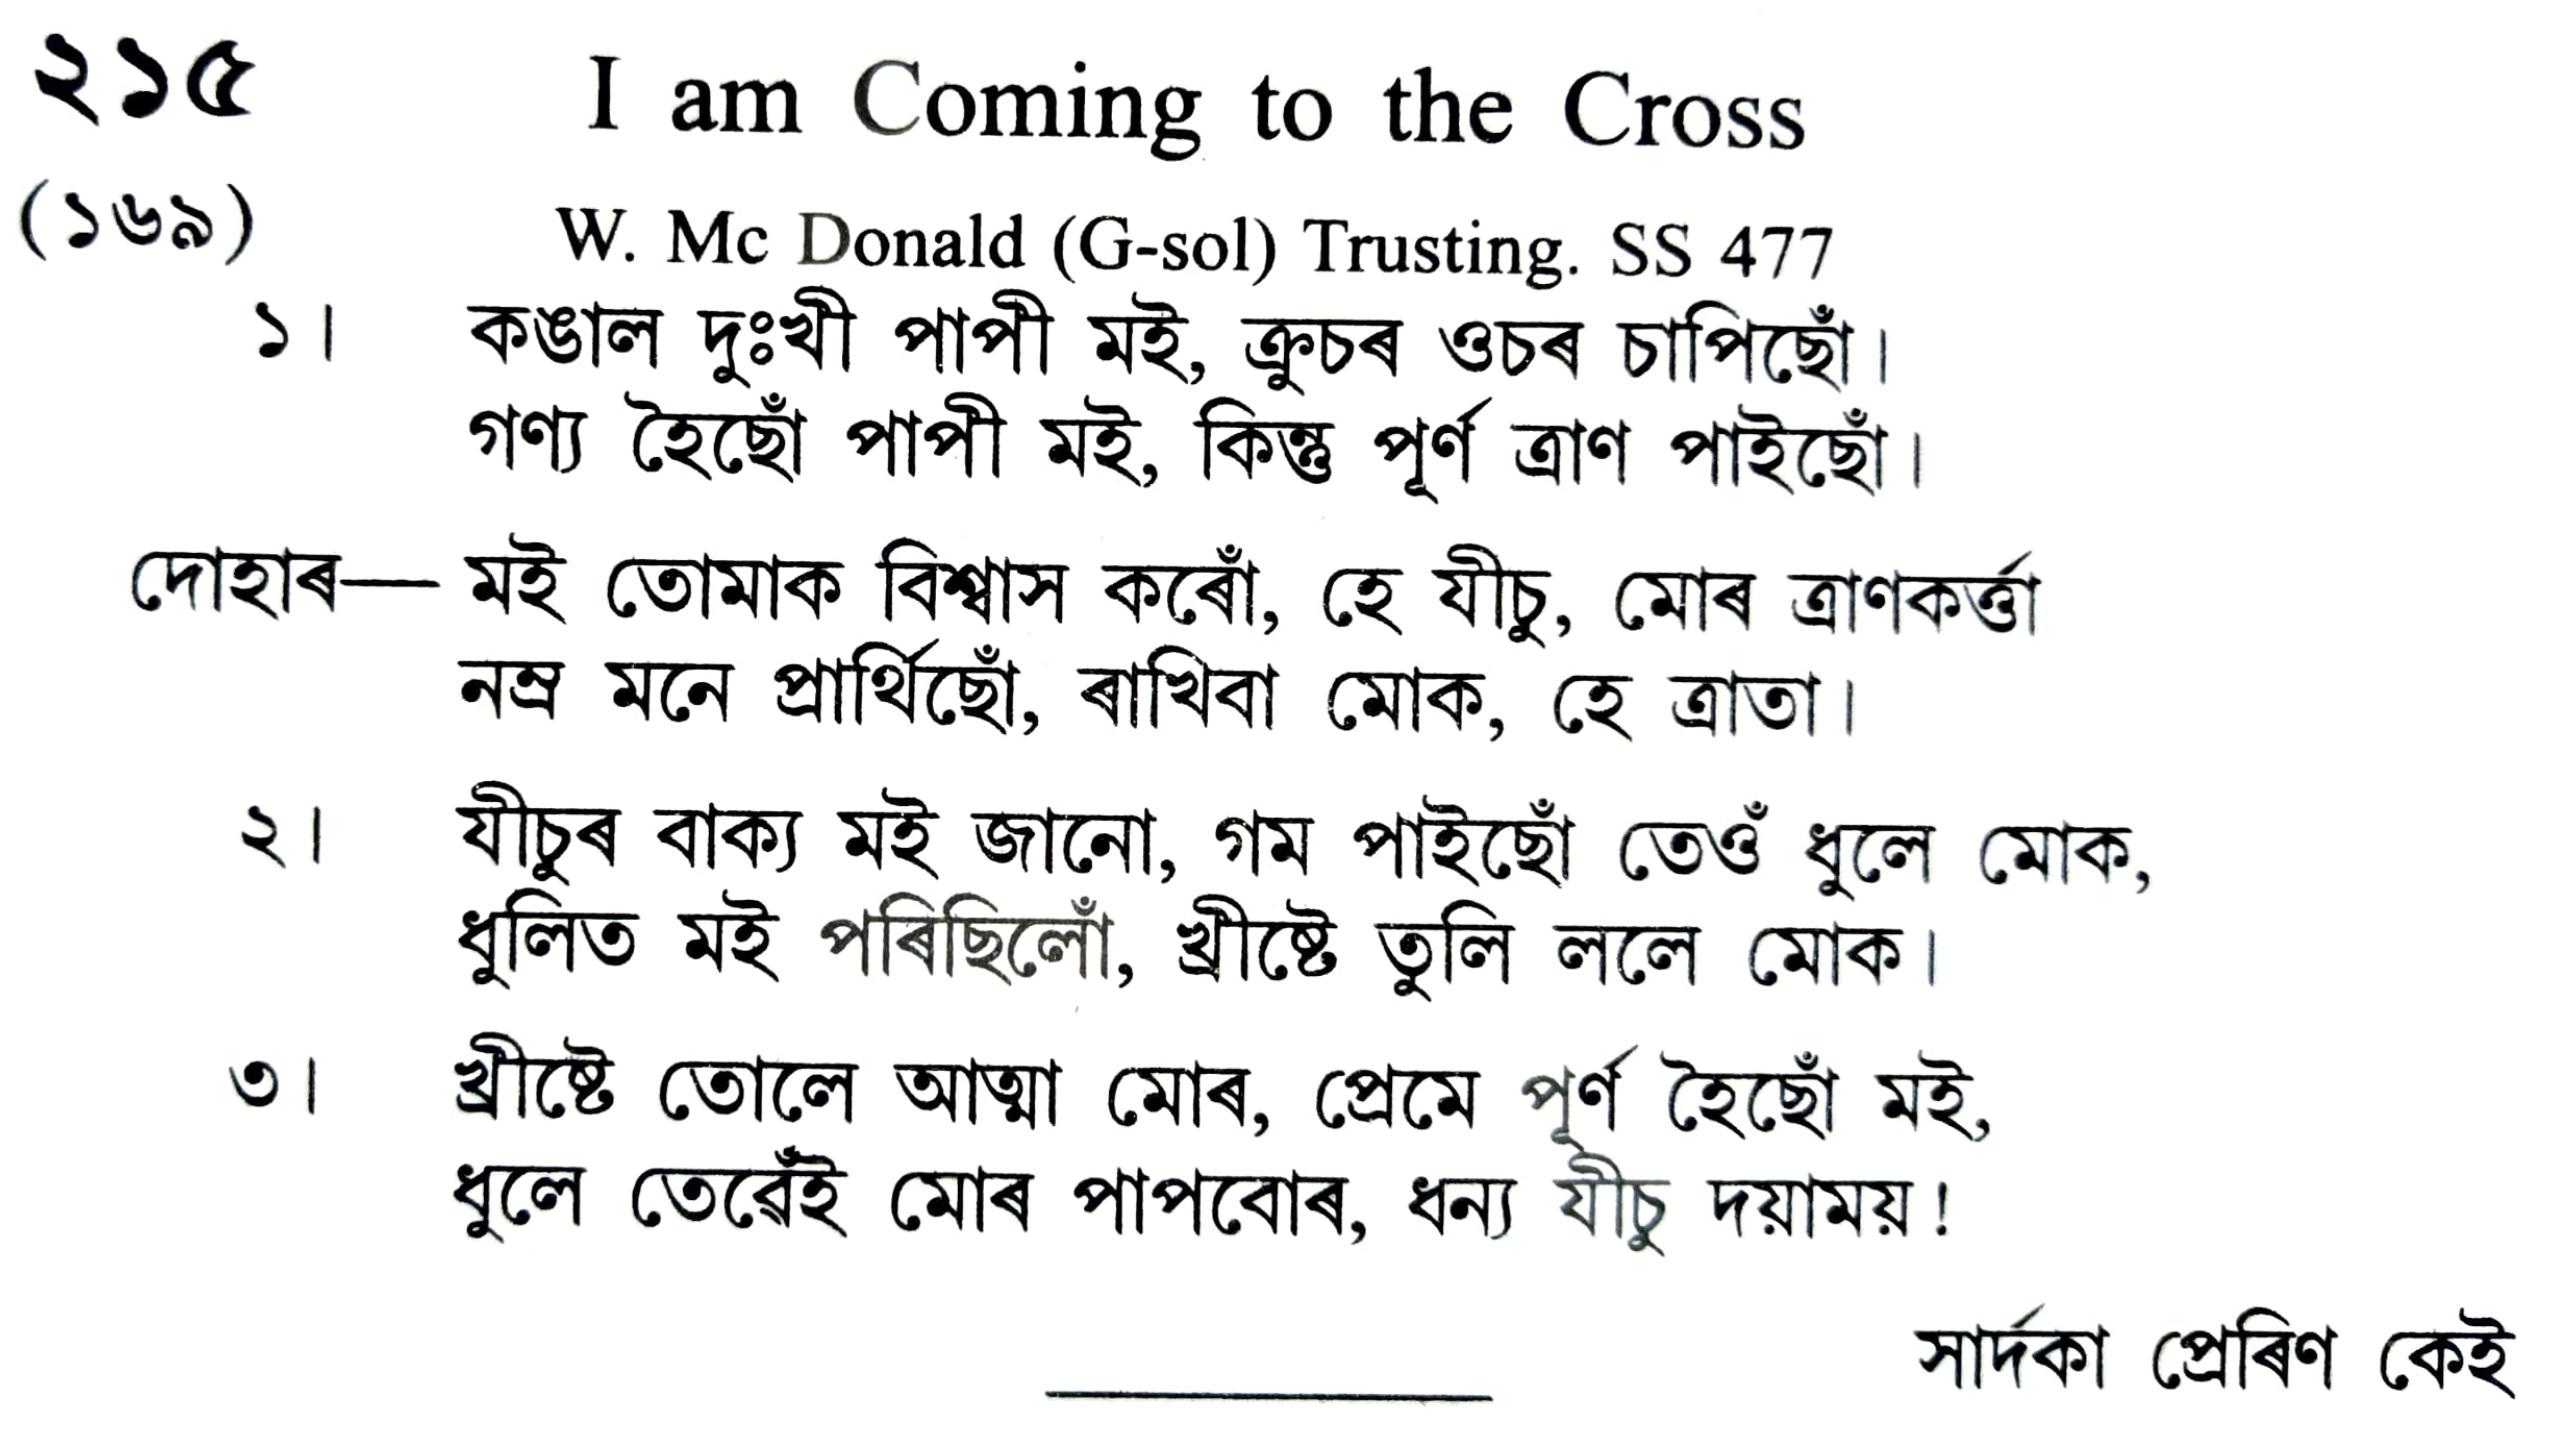 ২১৫ I am Coming to the Cross
(১৬৯) W. Mc Donald (G-sol) Trusting. SS 477
১। কঙাল দুঃখী পাপী মই, ক্ৰুচৰ ওচৰ চাপিছোঁ।
গণ্য হৈছোঁ পাপী মই, কিন্তু পূৰ্ণ ত্ৰাণ পাইছোঁ।
দোহাৰ— মই তোমাক বিশ্বাস কৰোঁ, হে যীচু, মোৰ ত্ৰাণকৰ্ত্তা
নম্ৰ মনে প্ৰাৰ্থিছোঁ, ৰাখিবা মোক, হে ত্ৰাতা।
২। যীচুৰ বাক্য মই জানো, গম পাইছোঁ তেওঁ ধুলে মোক,
ধুলিত মই পৰিছিলোঁ, খ্ৰীষ্টে তুলি ললে মোক।
৩। খ্ৰীষ্টে তোলে আত্মা মোৰ, প্ৰেমে পূৰ্ণ হৈছোঁ মই,
ধুলে তেৱেঁই মোৰ পাপবোৰ, ধন্য যীচু দয়াময়!
সাৰ্দকা প্ৰেৰিণ কেই